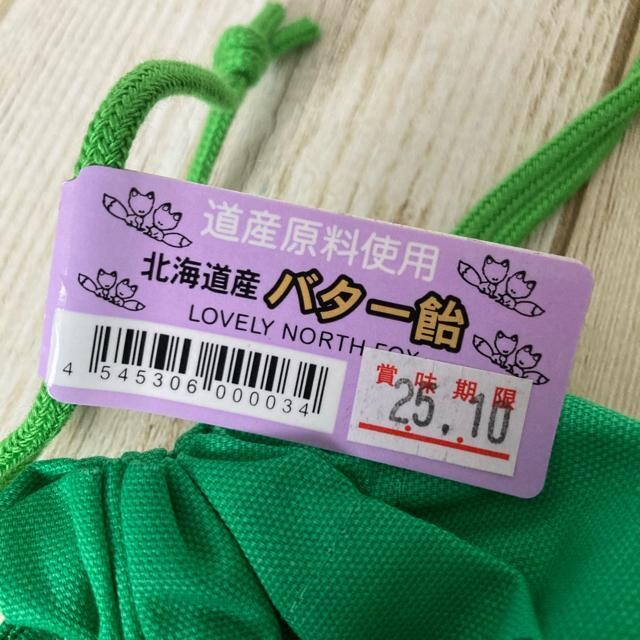 道産原料使用
北海道産 バター飴
LOVELY NORTH FOX
4 545306 000034
賞味期限
25.10